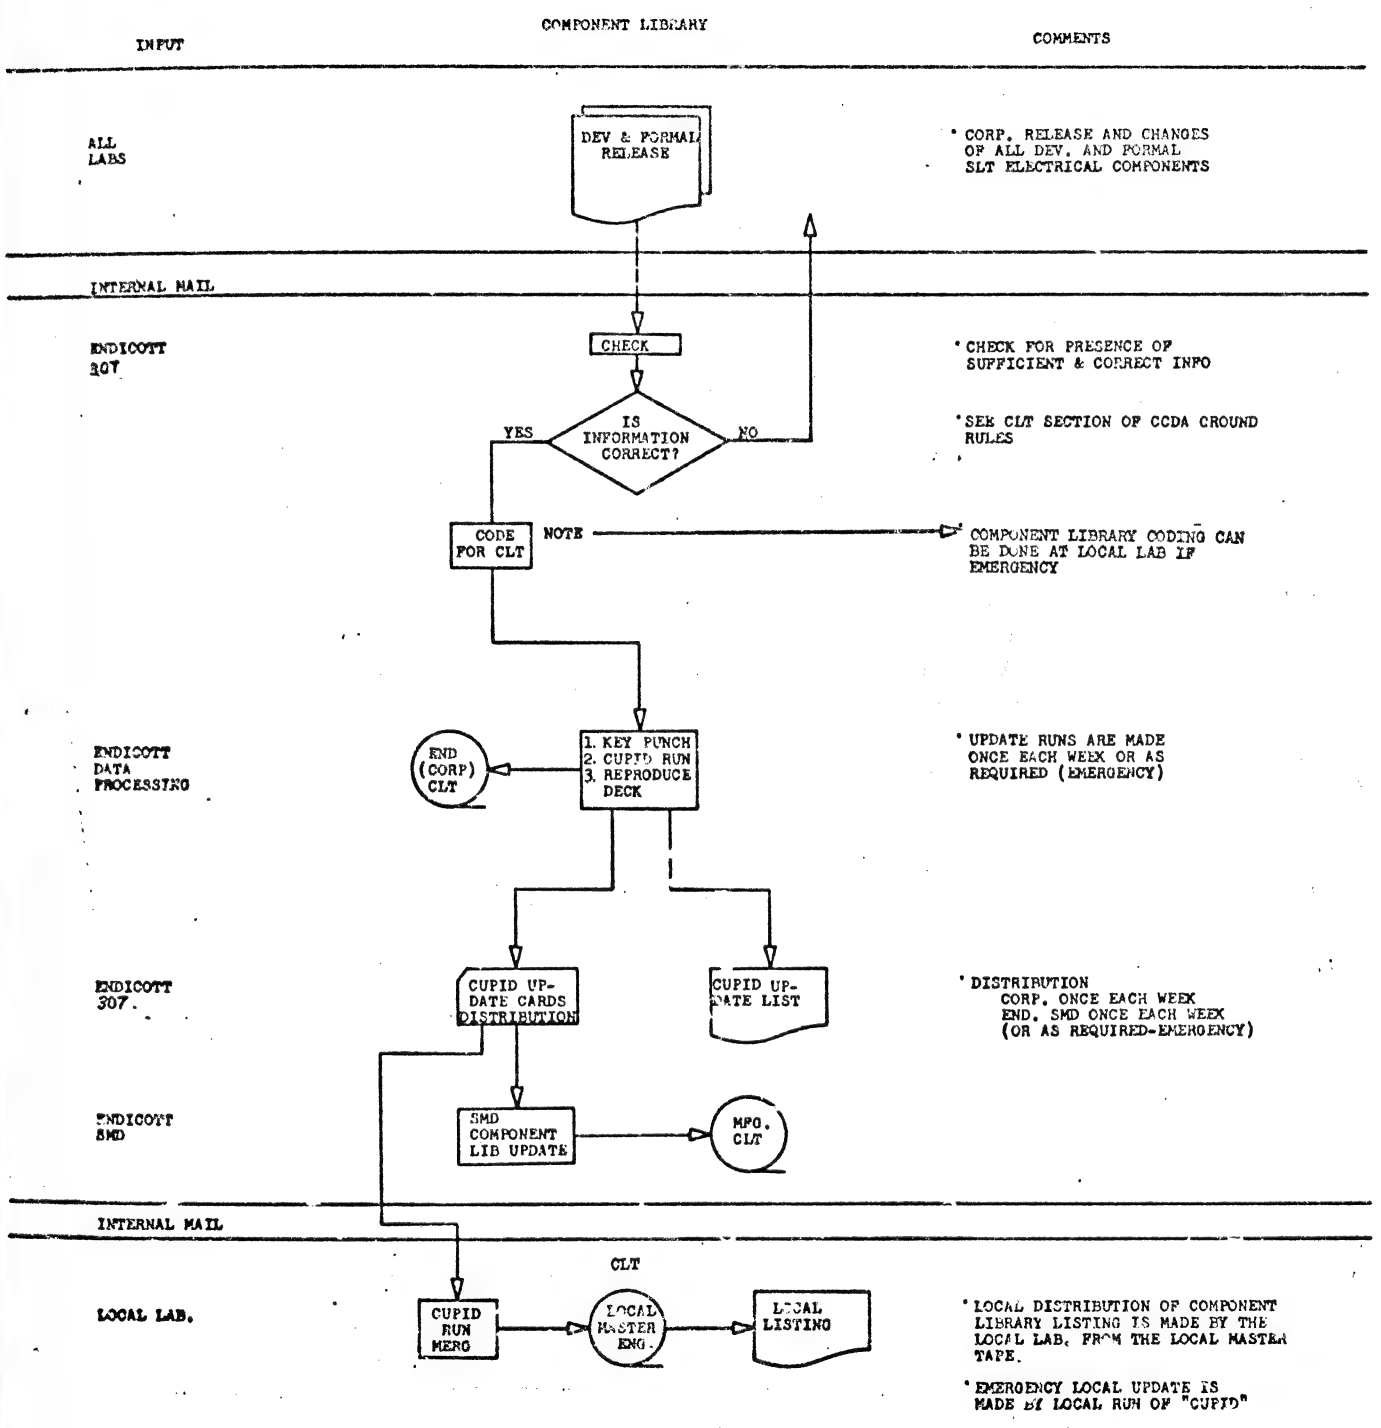 COMPONENT LIBRARY
INPUT
COMMENTS
ALL
LABS
DEV & FORMAL
RELEASE
* CORP. RELEASE AND CHANGES
OF ALL DEV. AND FORMAL
SLT ELECTRICAL COMPONENTS
INTERNAL MAIL
ENDICOTT
307
CHECK
* CHECK FOR PRESENCE OF
SUFFICIENT & CORRECT INFO
IS
INFORMATION
CORRECT?
YES
NO
* SEE CLT SECTION OF CCDA GROUND
RULES
CODE
FOR CLT
NOTE
* COMPONENT LIBRARY CODING CAN
BE DONE AT LOCAL LAB IF
EMERGENCY
ENDICOTT
DATA
PROCESSING
END
(CORP)
CLT
1. KEY PUNCH
2. CUPID RUN
3. REPRODUCE
DECK
* UPDATE RUNS ARE MADE
ONCE EACH WEEK OR AS
REQUIRED (EMERGENCY)
ENDICOTT
307.
CUPID UP-
DATE CARDS
DISTRIBUTION
CUPID UP-
DATE LIST
* DISTRIBUTION
CORP. ONCE EACH WEEK
END. SMD ONCE EACH WEEK
(OR AS REQUIRED-EMERGENCY)
ENDICOTT
SMD
SMD
COMPONENT
LIB UPDATE
MFG.
CLT
INTERNAL MAIL
CLT
LOCAL LAB.
CUPID
RUN
MERG
LOCAL
MASTER
ENG.
LOCAL
LISTING
* LOCAL DISTRIBUTION OF COMPONENT
LIBRARY LISTING IS MADE BY THE
LOCAL LAB. FROM THE LOCAL MASTER
TAPE.
* EMERGENCY LOCAL UPDATE IS
MADE BY LOCAL RUN OF "CUPID"